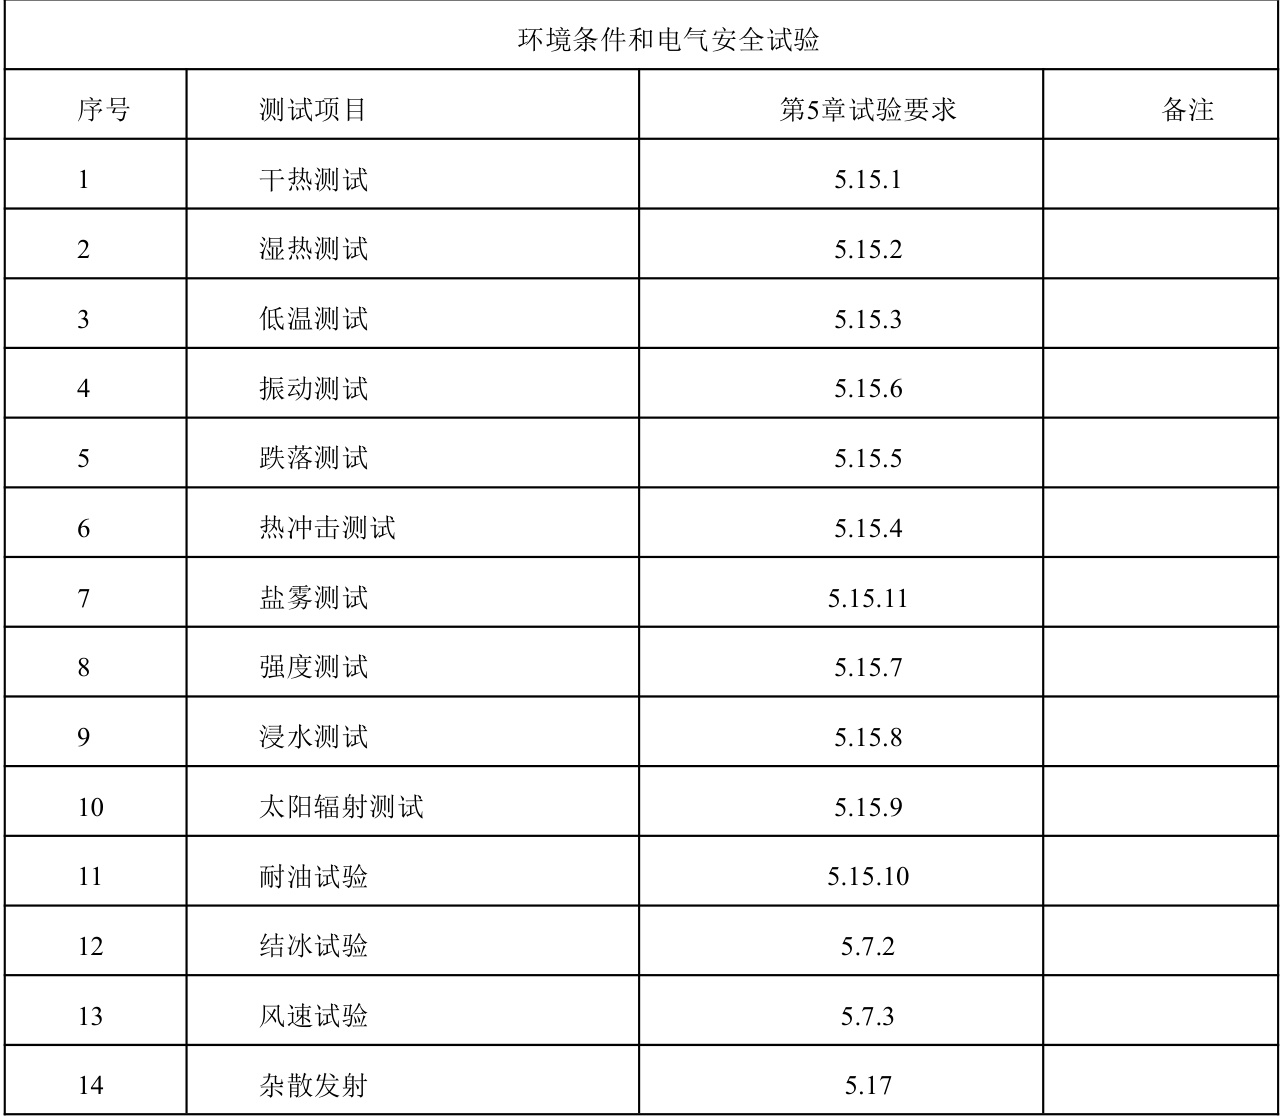 环境条件和电气安全试验
序号 测试项目 第5章试验要求 备注
1 干热测试 5.15.1
2 湿热测试 5.15.2
3 低温测试 5.15.3
4 振动测试 5.15.6
5 跌落测试 5.15.5
6 热冲击测试 5.15.4
7 盐雾测试 5.15.11
8 强度测试 5.15.7
9 浸水测试 5.15.8
10 太阳辐射测试 5.15.9
11 耐油试验 5.15.10
12 结冰试验 5.7.2
13 风速试验 5.7.3
14 杂散发射 5.17